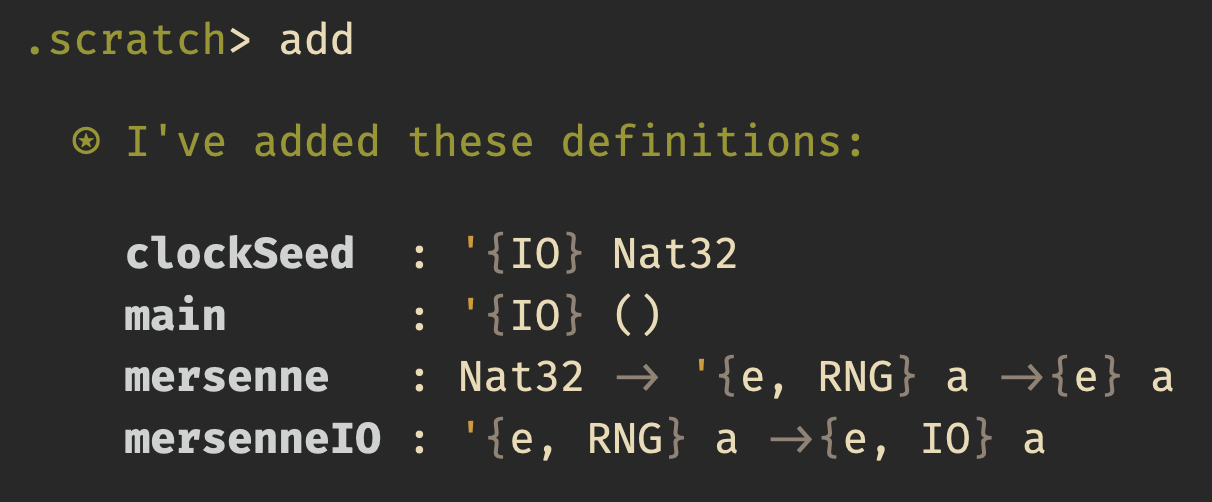 .scratch> add
⍟ I've added these definitions:
clockSeed : '{IO} Nat32
main : '{IO} ()
mersenne : Nat32 -> '{e, RNG} a ->{e} a
mersenneIO : '{e, RNG} a ->{e, IO} a